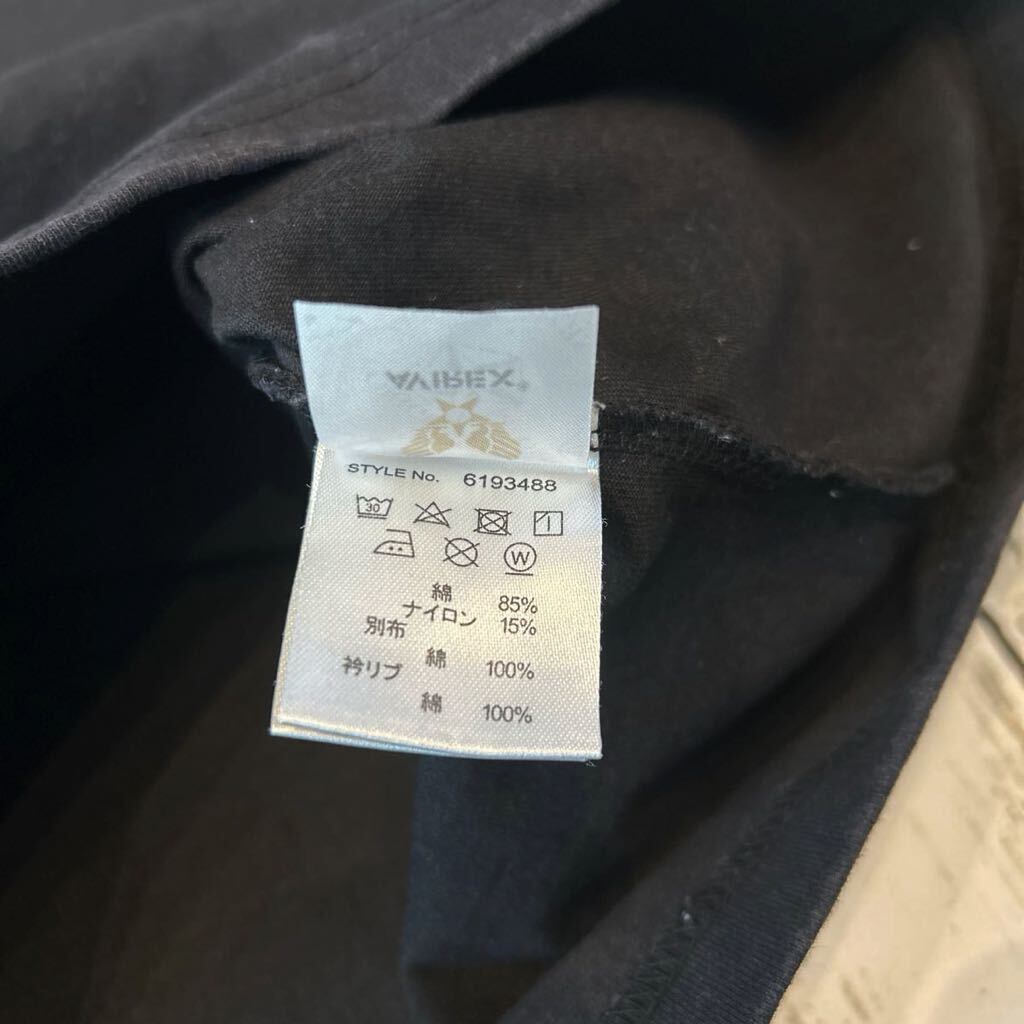 AVIREX®
STYLE No. 6193488
30
W
綿 85%
ナイロン 15%
別布
綿 100%
衿リブ
綿 100%